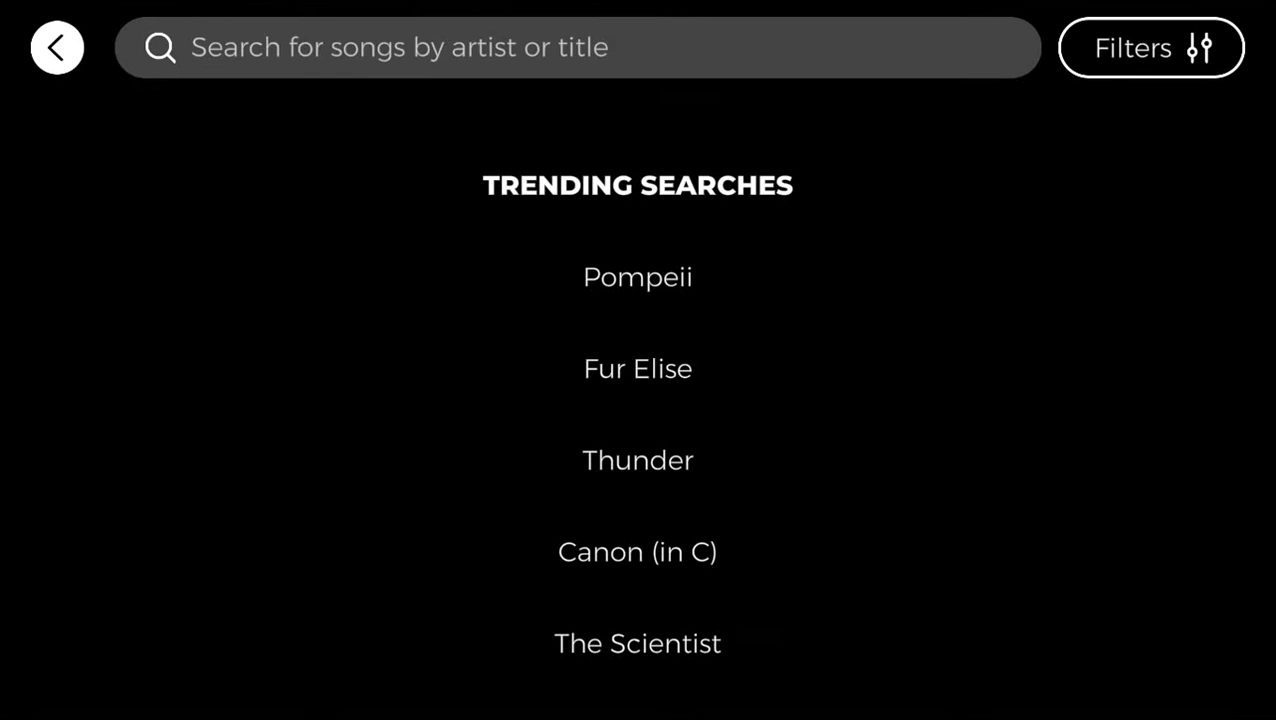 Search for songs by artist or title
Filters
TRENDING SEARCHES
Pompeii
Fur Elise
Thunder
Canon (in C)
The Scientist